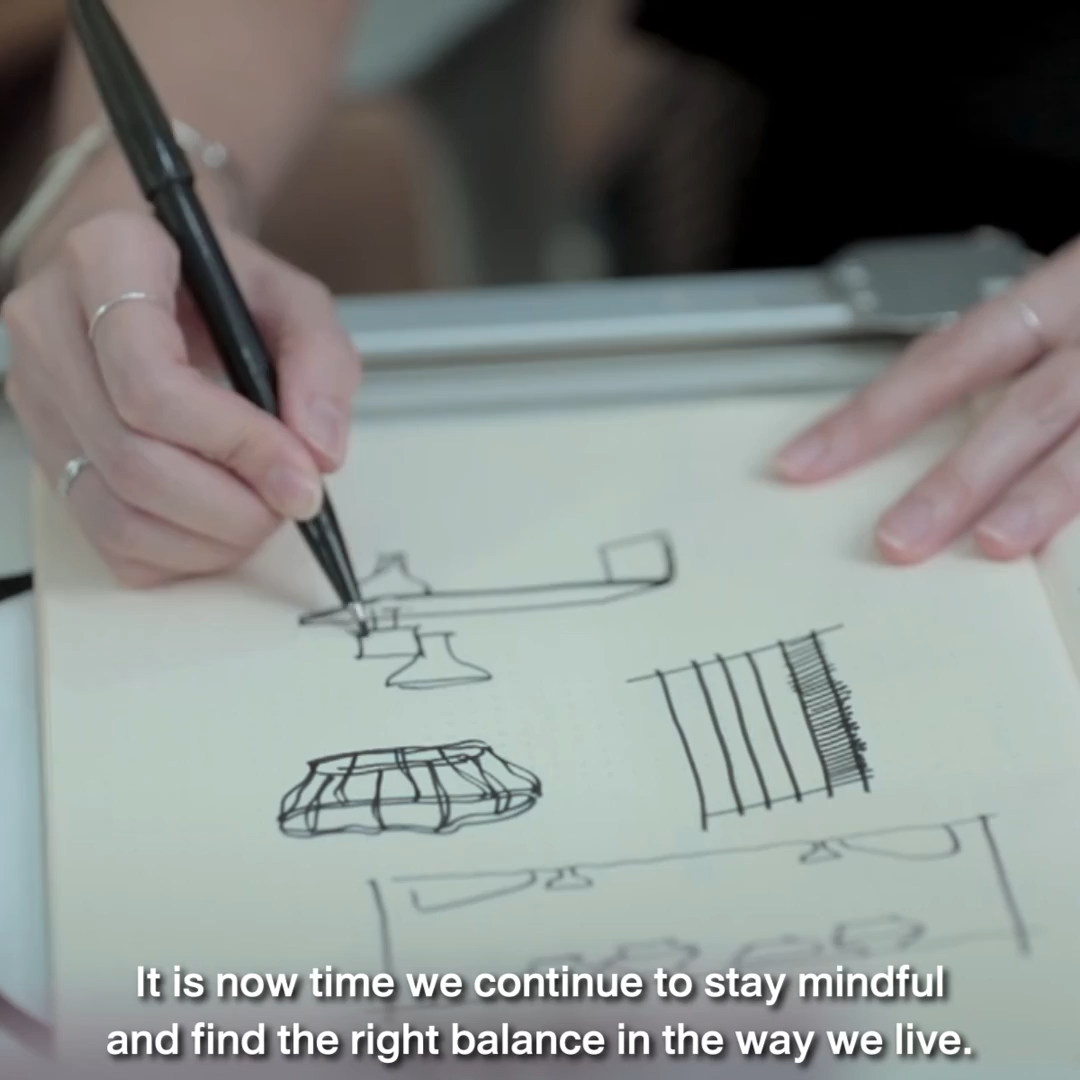 It is now time we continue to stay mindful
and find the right balance in the way we live.